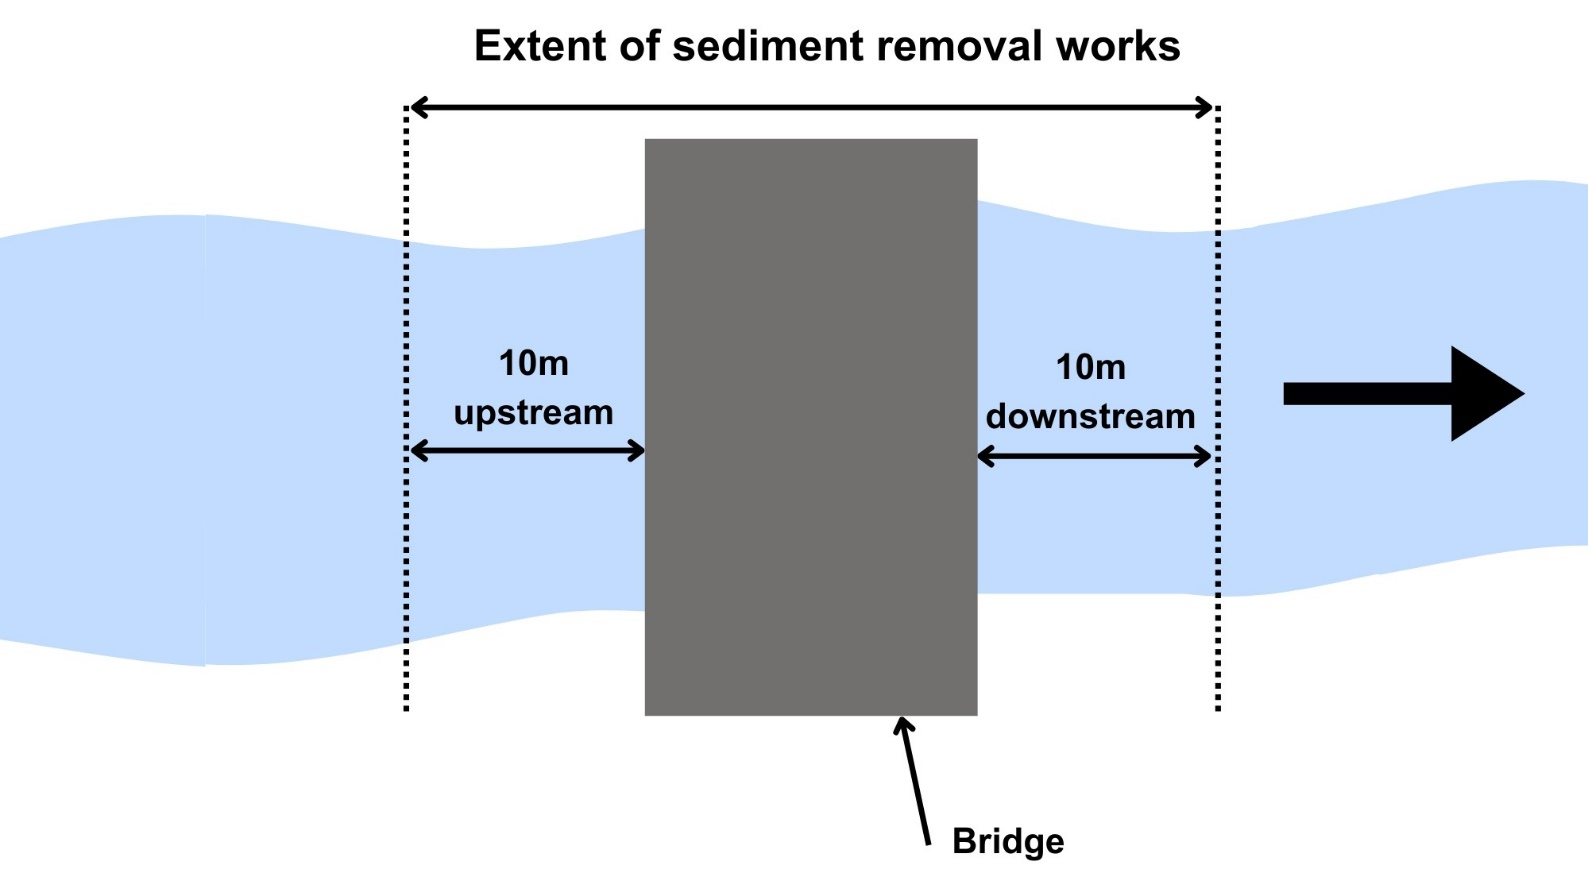 Extent of sediment removal works
10m
upstream
10m
downstream
Bridge